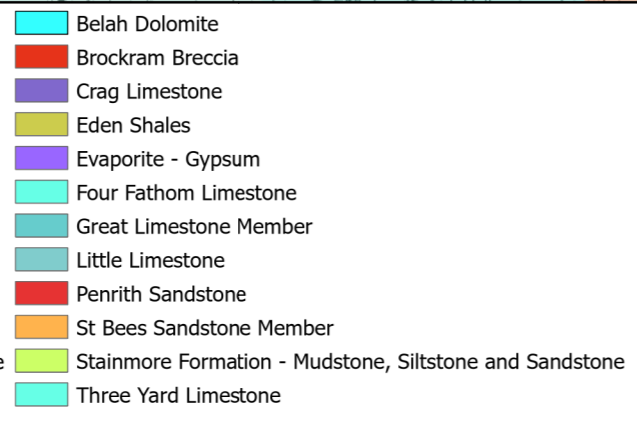 Belah Dolomite
Brockram Breccia
Crag Limestone
Eden Shales
Evaporite - Gypsum
Four Fathom Limestone
Great Limestone Member
Little Limestone
Penrith Sandstone
St Bees Sandstone Member
e Stainmore Formation - Mudstone, Siltstone and Sandstone
Three Yard Limestone